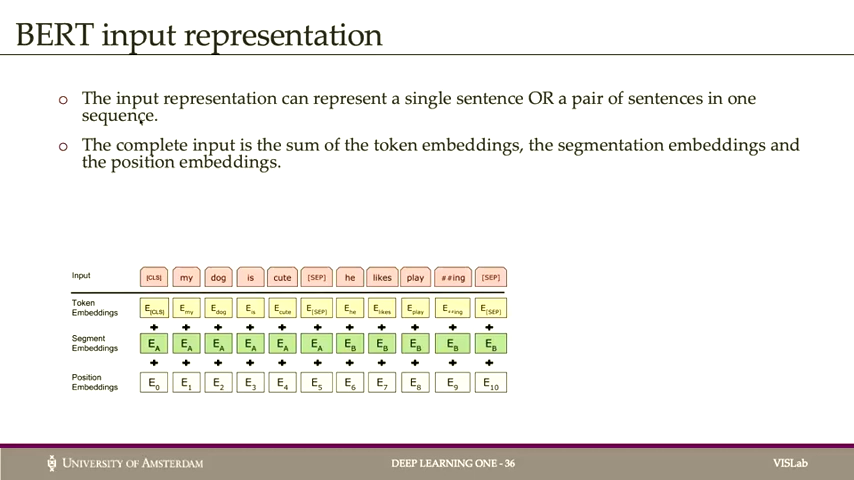 BERT input representation
The input representation can represent a single sentence OR a pair of sentences in one
sequence.
The complete input is the sum of the token embeddings, the segmentation embeddings and
the position embeddings.
Input [CLS] my dog is cute [SEP] he likes play ##ing [SEP]
Token
Embeddings E[CLS] Emy Edog Eis Ecute E[SEP] Ehe Elikes Eplay E++ing E[SEP]
+ + + + + + + + + + +
Segment
Embeddings EA EA EA EA EA EA EB EB EB EB EB
+ + + + + + + + + + +
Position
Embeddings E0 E1 E2 E3 E4 E5 E6 E7 E8 E9 E10
UNIVERSITY OF AMSTERDAM DEEP LEARNING ONE - 36 VISLab